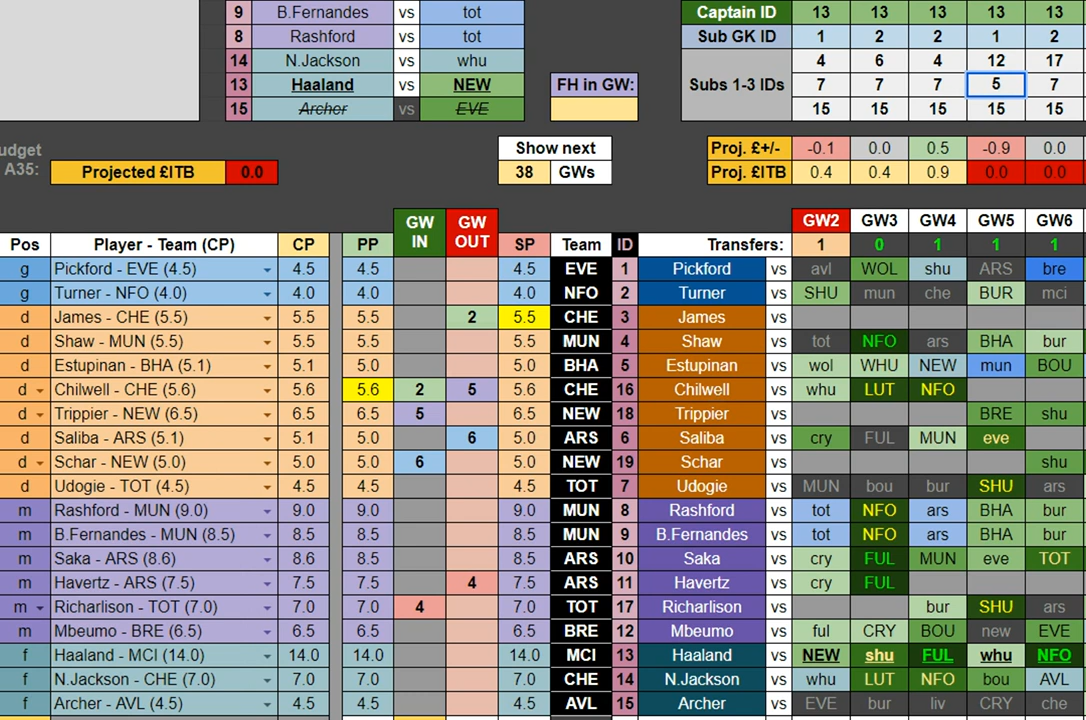 9 B.Fernandes vs tot Captain ID 13 13 13 13 13
8 Rashford vs tot Sub GK ID 1 2 2 1 2
14 N.Jackson vs whu 4 6 4 12 17
13 Haaland vs NEW FH in GW: Subs 1-3 IDs 7 7 7 5 7
15 Archer vs EVE 15 15 15 15 15
udget Show next Proj. £+/- -0.1 0.0 0.5 -0.9 0.0
A35: Projected £ITB 0.0 38 GWs Proj. £ITB 0.4 0.4 0.9 0.0 0.0
GW IN GW OUT GW2 GW3 GW4 GW5 GW6
Pos Player - Team (CP) CP PP SP Team ID Transfers: 1 0 1 1 1
g Pickford - EVE (4.5) 4.5 4.5 4.5 EVE 1 Pickford vs avl WOL shu ARS bre
g Turner - NFO (4.0) 4.0 4.0 4.0 NFO 2 Turner vs SHU mun che BUR mci
d James - CHE (5.5) 5.5 5.5 2 5.5 CHE 3 James vs
d Shaw - MUN (5.5) 5.5 5.5 5.5 MUN 4 Shaw vs tot NFO ars BHA bur
d Estupinan - BHA (5.1) 5.1 5.0 5.0 BHA 5 Estupinan vs wol WHU NEW mun BOU
d Chilwell - CHE (5.6) 5.6 5.6 2 5 5.6 CHE 16 Chilwell vs whu LUT NFO
d Trippier - NEW (6.5) 6.5 6.5 5 6.5 NEW 18 Trippier vs BRE shu
d Saliba - ARS (5.1) 5.1 5.0 6 5.0 ARS 6 Saliba vs cry FUL MUN eve
d Schar - NEW (5.0) 5.0 5.0 6 5.0 NEW 19 Schar vs shu
d Udogie - TOT (4.5) 4.5 4.5 4.5 TOT 7 Udogie vs MUN bou bur SHU ars
m Rashford - MUN (9.0) 9.0 9.0 9.0 MUN 8 Rashford vs tot NFO ars BHA bur
m B.Fernandes - MUN (8.5) 8.5 8.5 8.5 MUN 9 B.Fernandes vs tot NFO ars BHA bur
m Saka - ARS (8.6) 8.6 8.5 8.5 ARS 10 Saka vs cry FUL MUN eve TOT
m Havertz - ARS (7.5) 7.5 7.5 4 7.5 ARS 11 Havertz vs cry FUL
m Richarlison - TOT (7.0) 7.0 7.0 4 7.0 TOT 17 Richarlison vs bur SHU ars
m Mbeumo - BRE (6.5) 6.5 6.5 6.5 BRE 12 Mbeumo vs ful CRY BOU new EVE
f Haaland - MCI (14.0) 14.0 14.0 14.0 MCI 13 Haaland vs NEW shu FUL whu NFO
f N.Jackson - CHE (7.0) 7.0 7.0 7.0 CHE 14 N.Jackson vs whu LUT NFO bou AVL
f Archer - AVL (4.5) 4.5 4.5 4.5 AVL 15 Archer vs EVE bur liv CRY che